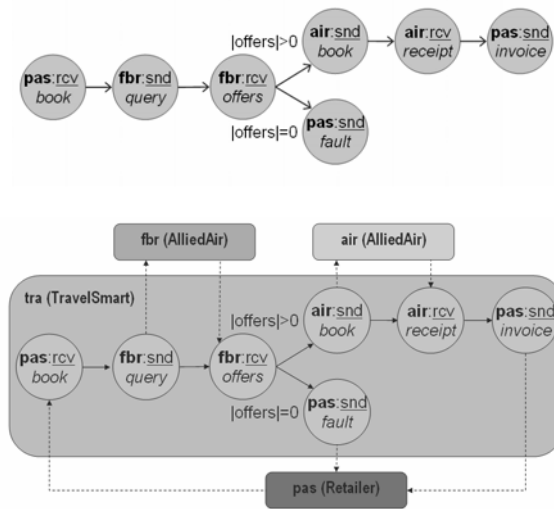 |offers|>0
air:snd
book
air:rcv
receipt
pas:snd
invoice
pas:rcv
book
fbr:snd
query
fbr:rcv
offers
|offers|=0
pas:snd
fault
fbr (AlliedAir)
air (AlliedAir)
tra (TravelSmart)
|offers|>0
air:snd
book
air:rcv
receipt
pas:snd
invoice
pas:rcv
book
fbr:snd
query
fbr:rcv
offers
|offers|=0
pas:snd
fault
pas (Retailer)